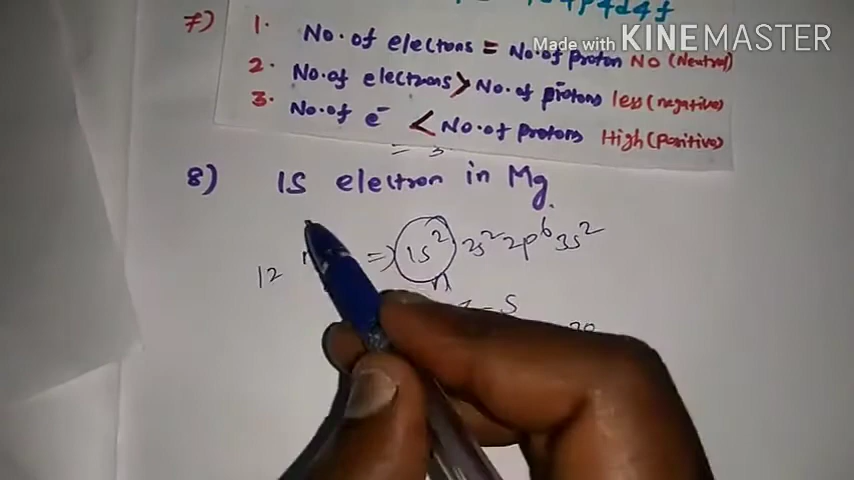 7) 1. No. of electons = No. of proton NO (Neutral)
Made with KINEMASTER
2. No. of electrons > No. of protons less (negative)
3. No. of e⁻ < No. of protons High (Positive)
8) 1S electron in Mg.
12 => 1s² 2s² 2p⁶ 3s²